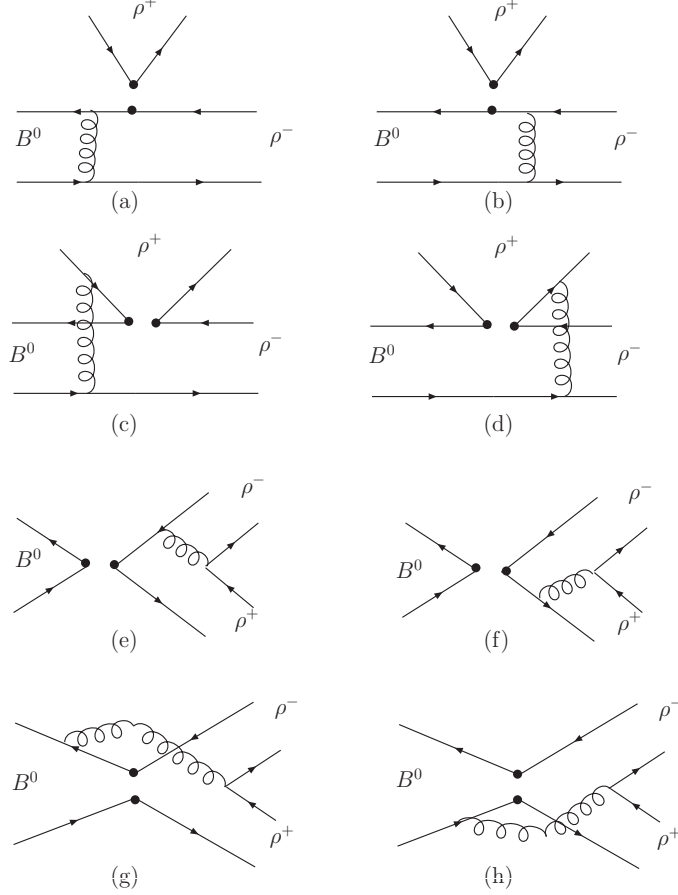 ρ⁺ ρ⁺
B⁰ ρ⁻ B⁰ ρ⁻
(a) (b)
ρ⁺ ρ⁺
B⁰ ρ⁻ B⁰ ρ⁻
(c) (d)
ρ⁻ ρ⁻
B⁰ B⁰
ρ⁺ ρ⁺
(e) (f)
ρ⁻ ρ⁻
B⁰ B⁰
ρ⁺ ρ⁺
(g) (h)